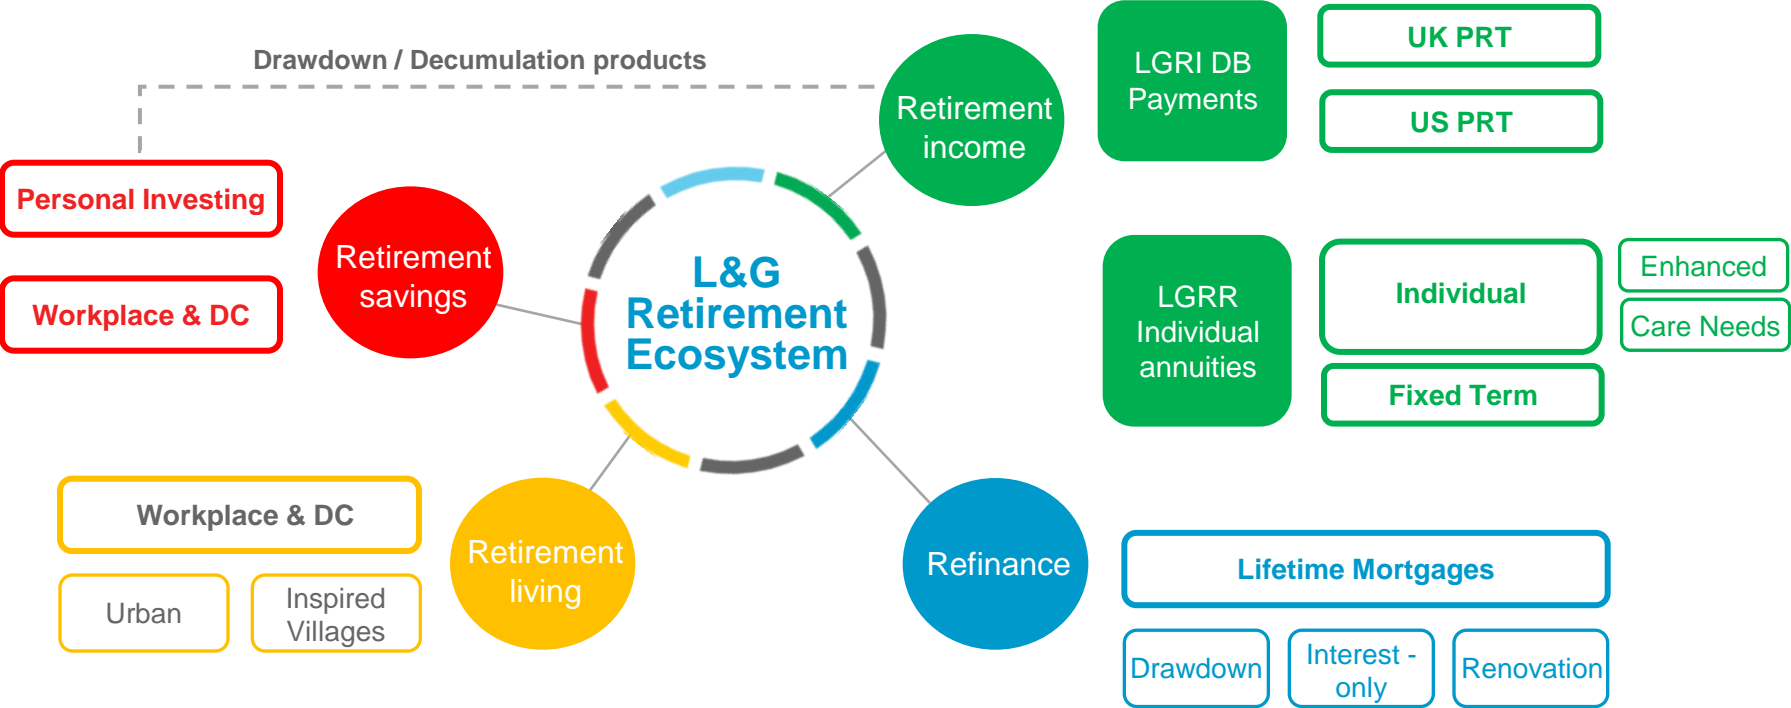 Drawdown / Decumulation products
Personal Investing
Workplace & DC
Retirement
savings
L&G
Retirement
Ecosystem
Retirement
income
LGRI DB
Payments
UK PRT
US PRT
LGRR
Individual
annuities
Individual
Enhanced
Care Needs
Fixed Term
Workplace & DC
Urban
Inspired
Villages
Retirement
living
Refinance
Lifetime Mortgages
Drawdown
Interest -
only
Renovation